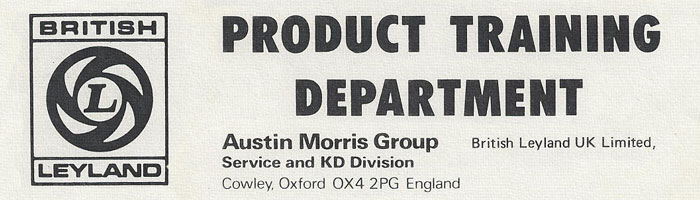 BRITISH
L
LEYLAND
PRODUCT TRAINING
DEPARTMENT
Austin Morris Group British Leyland UK Limited,
Service and KD Division
Cowley, Oxford OX4 2PG England